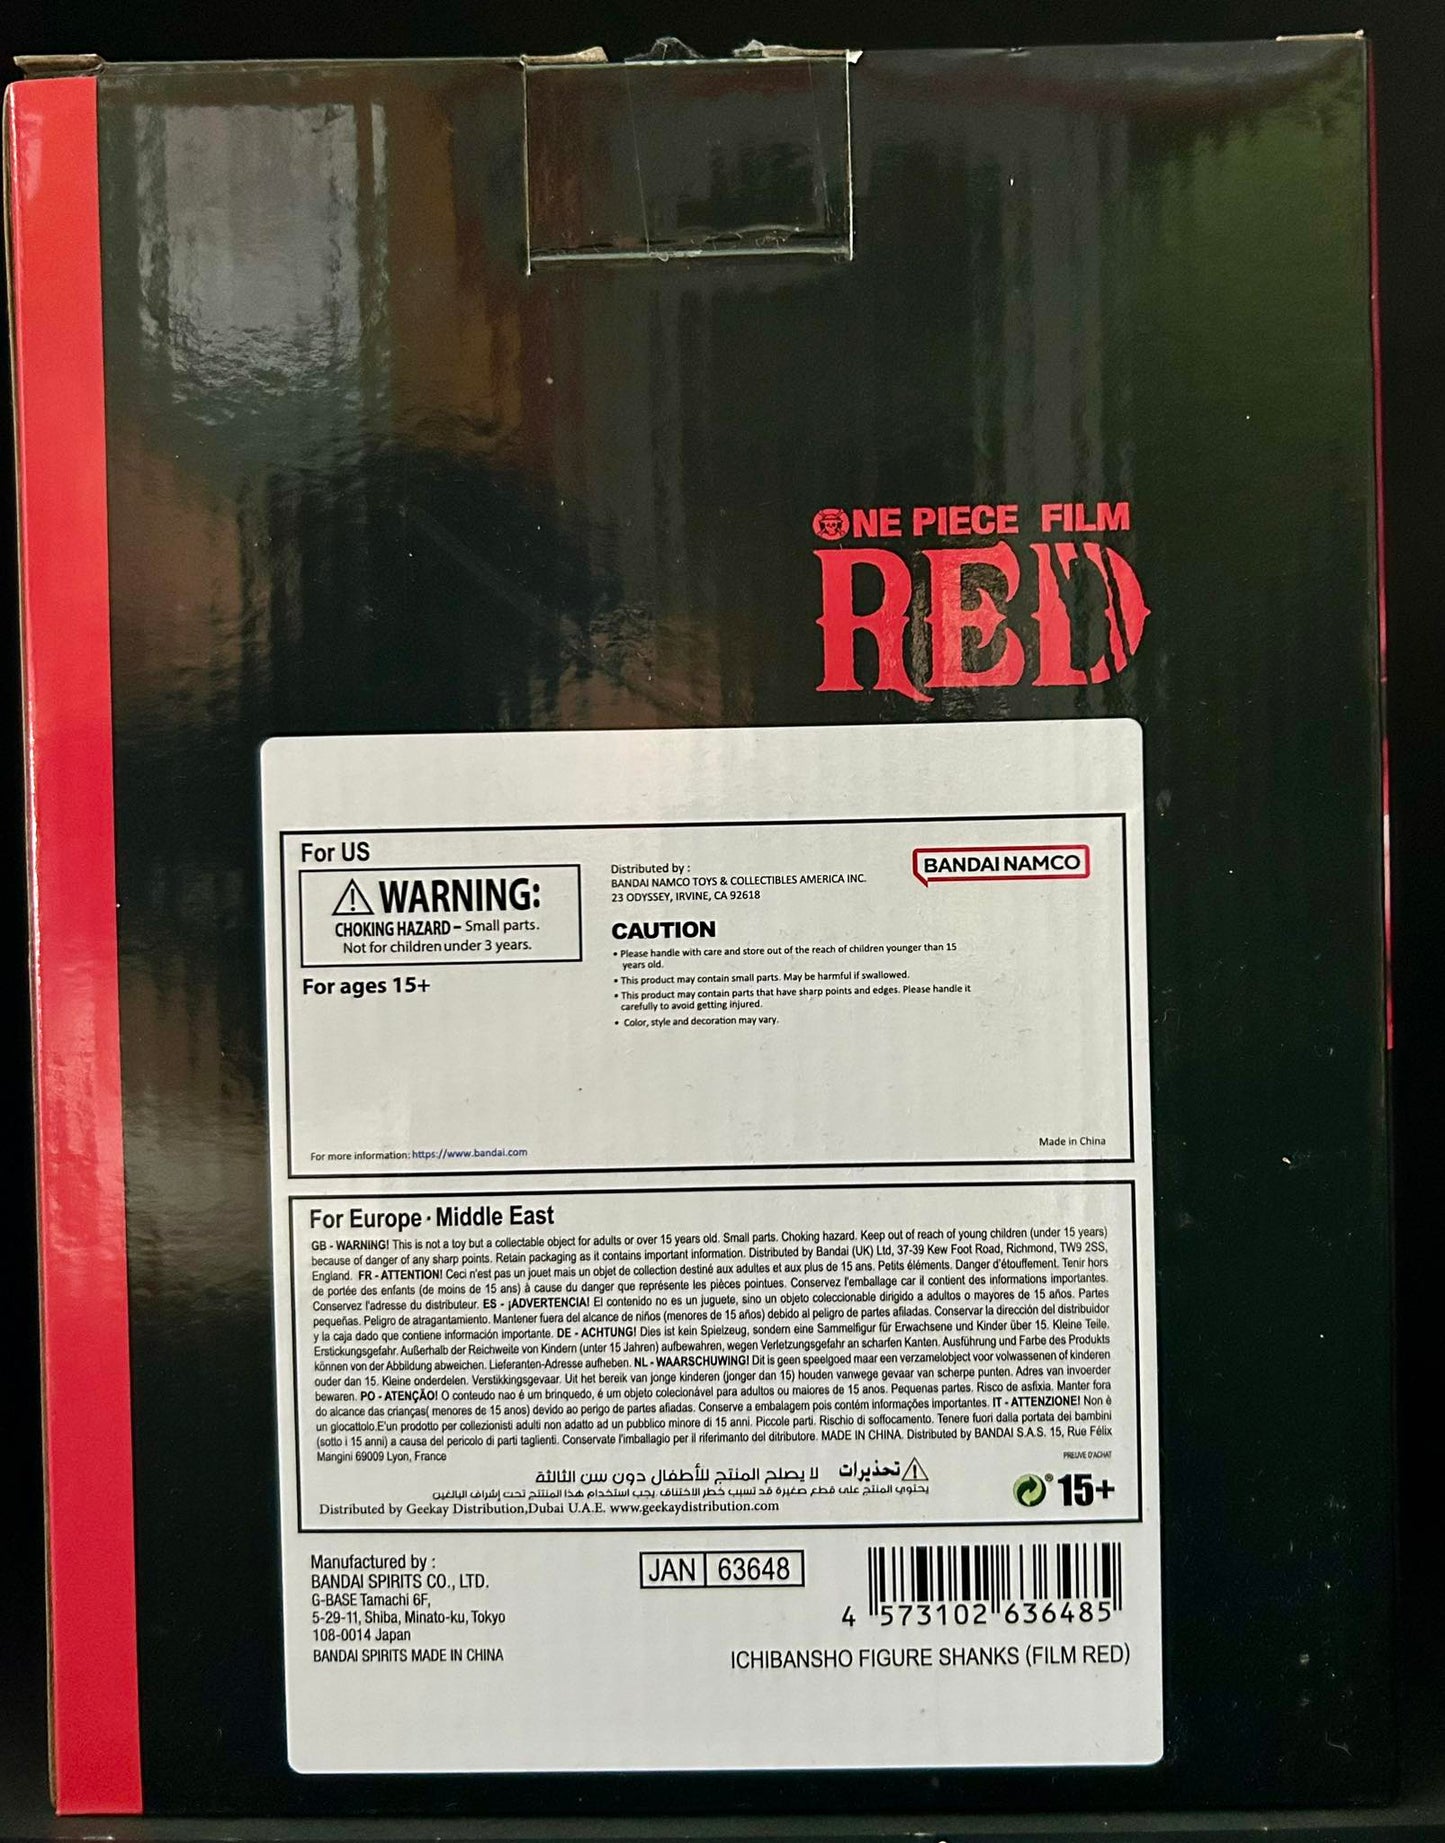 ONE PIECE FILM
RED
For US
⚠ WARNING:
CHOKING HAZARD – Small parts.
Not for children under 3 years.
For ages 15+
Distributed by :
BANDAI NAMCO TOYS & COLLECTIBLES AMERICA INC.
23 ODYSSEY, IRVINE, CA 92618
BANDAI NAMCO
CAUTION
• Please handle with care and store out of the reach of children younger than 15
years old.
• This product may contain small parts. May be harmful if swallowed.
• This product may contain parts that have sharp points and edges. Please handle it
carefully to avoid getting injured.
• Color, style and decoration may vary.
For more information: https://www.bandai.com
Made in China
For Europe · Middle East
GB - WARNING! This is not a toy but a collectable object for adults or over 15 years old. Small parts. Choking hazard. Keep out of reach of young children (under 15 years)
because of danger of any sharp points. Retain packaging as it contains important information. Distributed by Bandai (UK) Ltd, 37-39 Kew Foot Road, Richmond, TW9 2SS,
England. FR - ATTENTION! Ceci n'est pas un jouet mais un objet de collection destiné aux adultes et aux plus de 15 ans. Petits éléments. Danger d'étouffement. Tenir hors
de portée des enfants (de moins de 15 ans) à cause du danger que représente les pièces pointues. Conservez l'emballage car il contient des informations importantes.
Conservez l'adresse du distributeur. ES - ¡ADVERTENCIA! El contenido no es un juguete, sino un objeto coleccionable dirigido a adultos o mayores de 15 años. Partes
pequeñas. Peligro de atragantamiento. Mantener fuera del alcance de niños (menores de 15 años) debido al peligro de partes afiladas. Conservar la dirección del distribuidor
y la caja dado que contiene información importante. DE - ACHTUNG! Dies ist kein Spielzeug, sondern eine Sammelfigur für Erwachsene und Kinder über 15. Kleine Teile.
Erstickungsgefahr. Außerhalb der Reichweite von Kindern (unter 15 Jahren) aufbewahren, wegen Verletzungsgefahr an scharfen Kanten. Ausführung und Farbe des Produkts
können von der Abbildung abweichen. Lieferanten-Adresse aufheben. NL - WAARSCHUWING! Dit is geen speelgoed maar een verzamelobject voor volwassenen of kinderen
ouder dan 15. Kleine onderdelen. Verstikkingsgevaar. Uit het bereik van jonge kinderen (jonger dan 15) houden vanwege gevaar van scherpe punten. Adres van invoerder
bewaren. PO - ATENÇÃO! O conteudo nao é um brinquedo, é um objeto colecionável para adultos ou maiores de 15 anos. Pequenas partes. Risco de asfixia. Manter fora
do alcance das crianças( menores de 15 anos) devido ao perigo de partes afiadas. Conserve a embalagem pois contém informações importantes. IT - ATTENZIONE! Non è
un giocattolo.E'un prodotto per collezionisti adulti non adatto ad un pubblico minore di 15 anni. Piccole parti. Rischio di soffocamento. Tenere fuori dalla portata dei bambini
(sotto i 15 anni) a causa del pericolo di parti taglienti. Conservate l'imballagio per il riferimanto del ditributore. MADE IN CHINA. Distributed by BANDAI S.A.S. 15, Rue Félix
Mangini 69009 Lyon, France
PREUVE D'ACHAT
⚠ تحذيرات لا يصلح المنتج للأطفال دون سن الثالثة
يحتوي المنتج على قطع صغيرة قد تسبب خطر الاختناق. يجب استخدام هذا المنتج تحت إشراف البالغين
Distributed by Geekay Distribution,Dubai U.A.E. www.geekaydistribution.com
15+
Manufactured by :
BANDAI SPIRITS CO., LTD.
G-BASE Tamachi 6F,
5-29-11, Shiba, Minato-ku, Tokyo
108-0014 Japan
BANDAI SPIRITS MADE IN CHINA
JAN 63648
4 573102 636485
ICHIBANSHO FIGURE SHANKS (FILM RED)